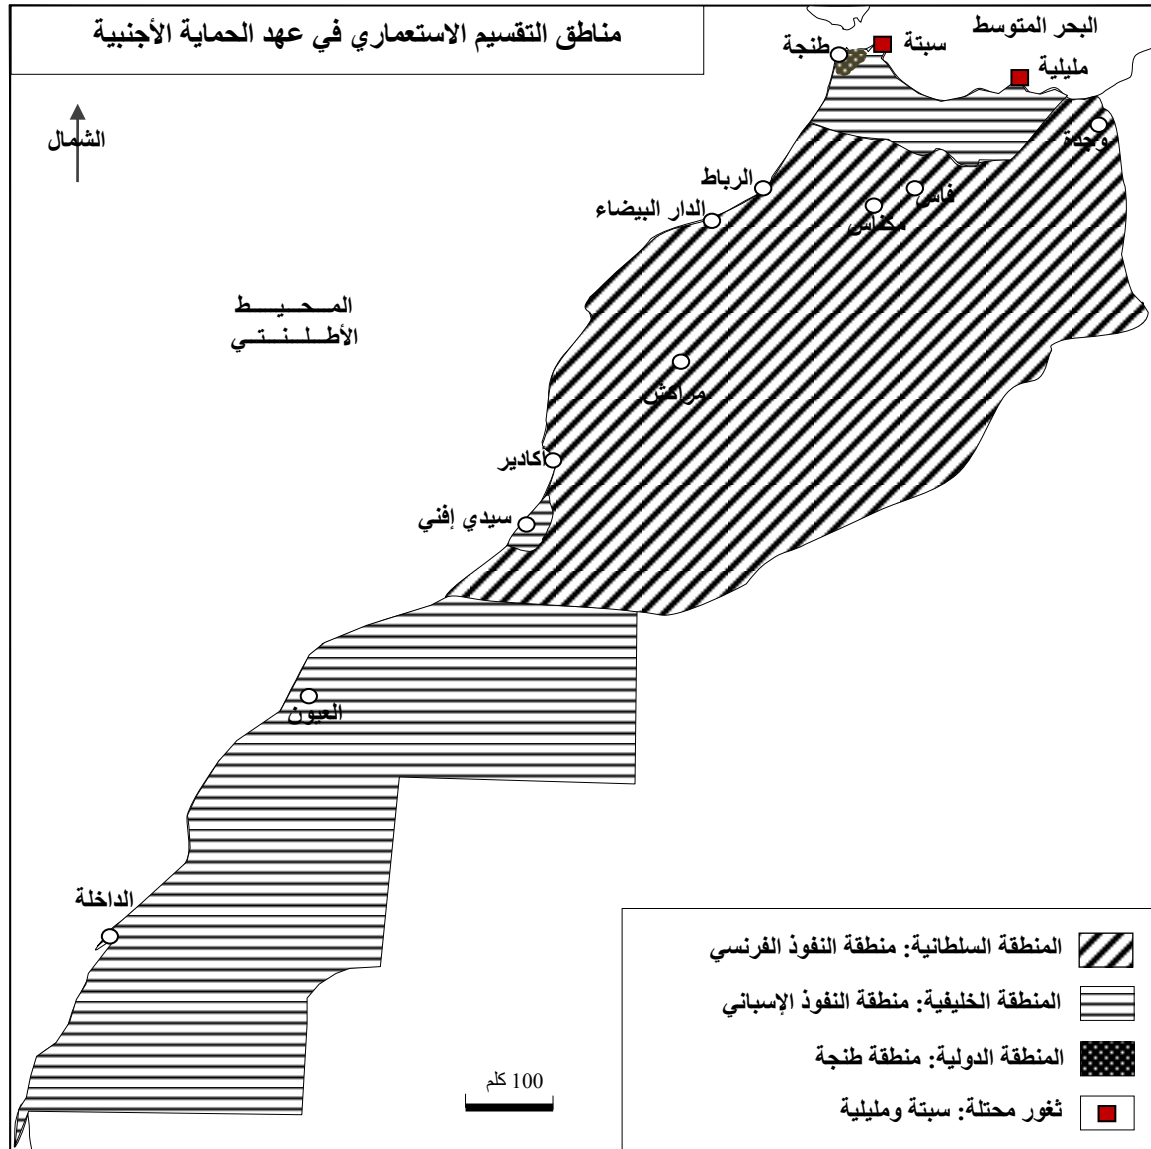 مناطق التقسيم الاستعماري في عهد الحماية الأجنبية
البحر المتوسط
سبتة
طنجة
مليلية
الشمال
وجدة
الرباط
فاس
مكناس
الدار البيضاء
المـــحـــيـــــط
الأطـــلـــنـــتـــي
مراكش
أكادير
سيدي إفني
العيون
الداخلة
المنطقة السلطانية: منطقة النفوذ الفرنسي
المنطقة الخليفية: منطقة النفوذ الإسباني
المنطقة الدولية: منطقة طنجة
ثغور محتلة: سبتة ومليلية
100 كلم